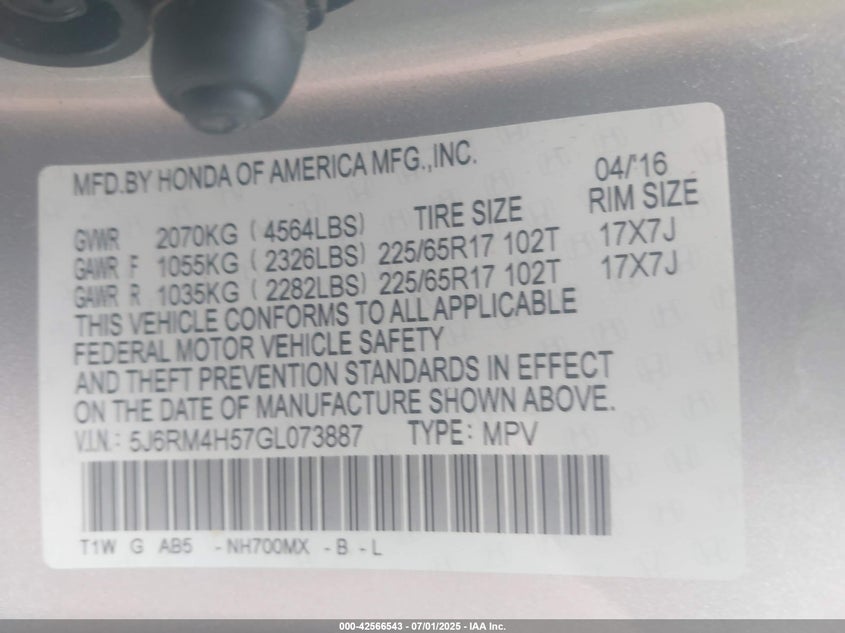 MFD.BY HONDA OF AMERICA MFG.,INC.
04/'16
TIRE SIZE RIM SIZE
GVWR 2070KG (4564LBS)
GAWR F 1055KG (2326LBS) 225/65R17 102T 17X7J
GAWR R 1035KG (2282LBS) 225/65R17 102T 17X7J
THIS VEHICLE CONFORMS TO ALL APPLICABLE
FEDERAL MOTOR VEHICLE SAFETY
AND THEFT PREVENTION STANDARDS IN EFFECT
ON THE DATE OF MANUFACTURE SHOWN ABOVE.
V.I.N.: 5J6RM4H57GL073887 TYPE: MPV
T1W G AB5 -NH700MX -B -L
000-42566543 - 07/01/2025 - IAA Inc.